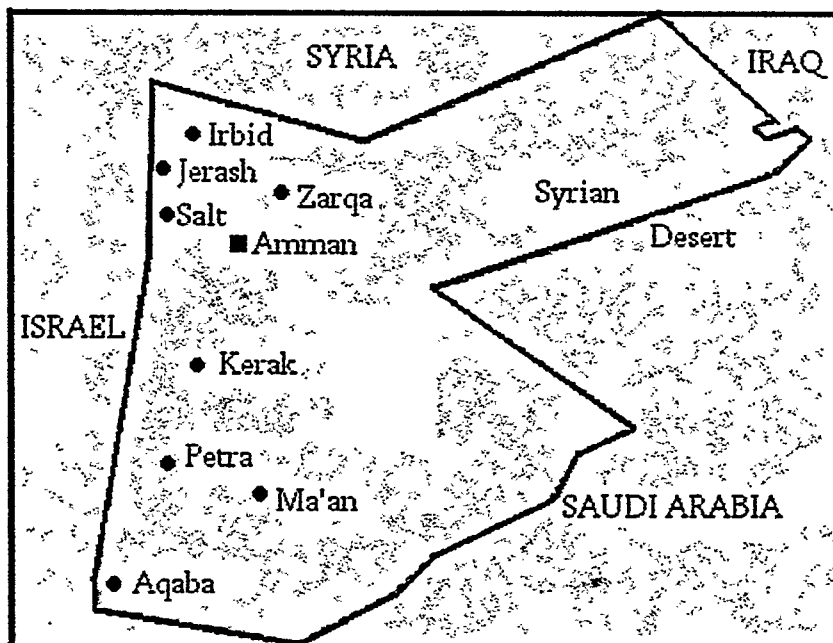 SYRIA
IRAQ
Irbid
Jerash
Zarqa
Syrian
Salt
Desert
Amman
ISRAEL
Kerak
Petra
Ma'an
SAUDI ARABIA
Aqaba